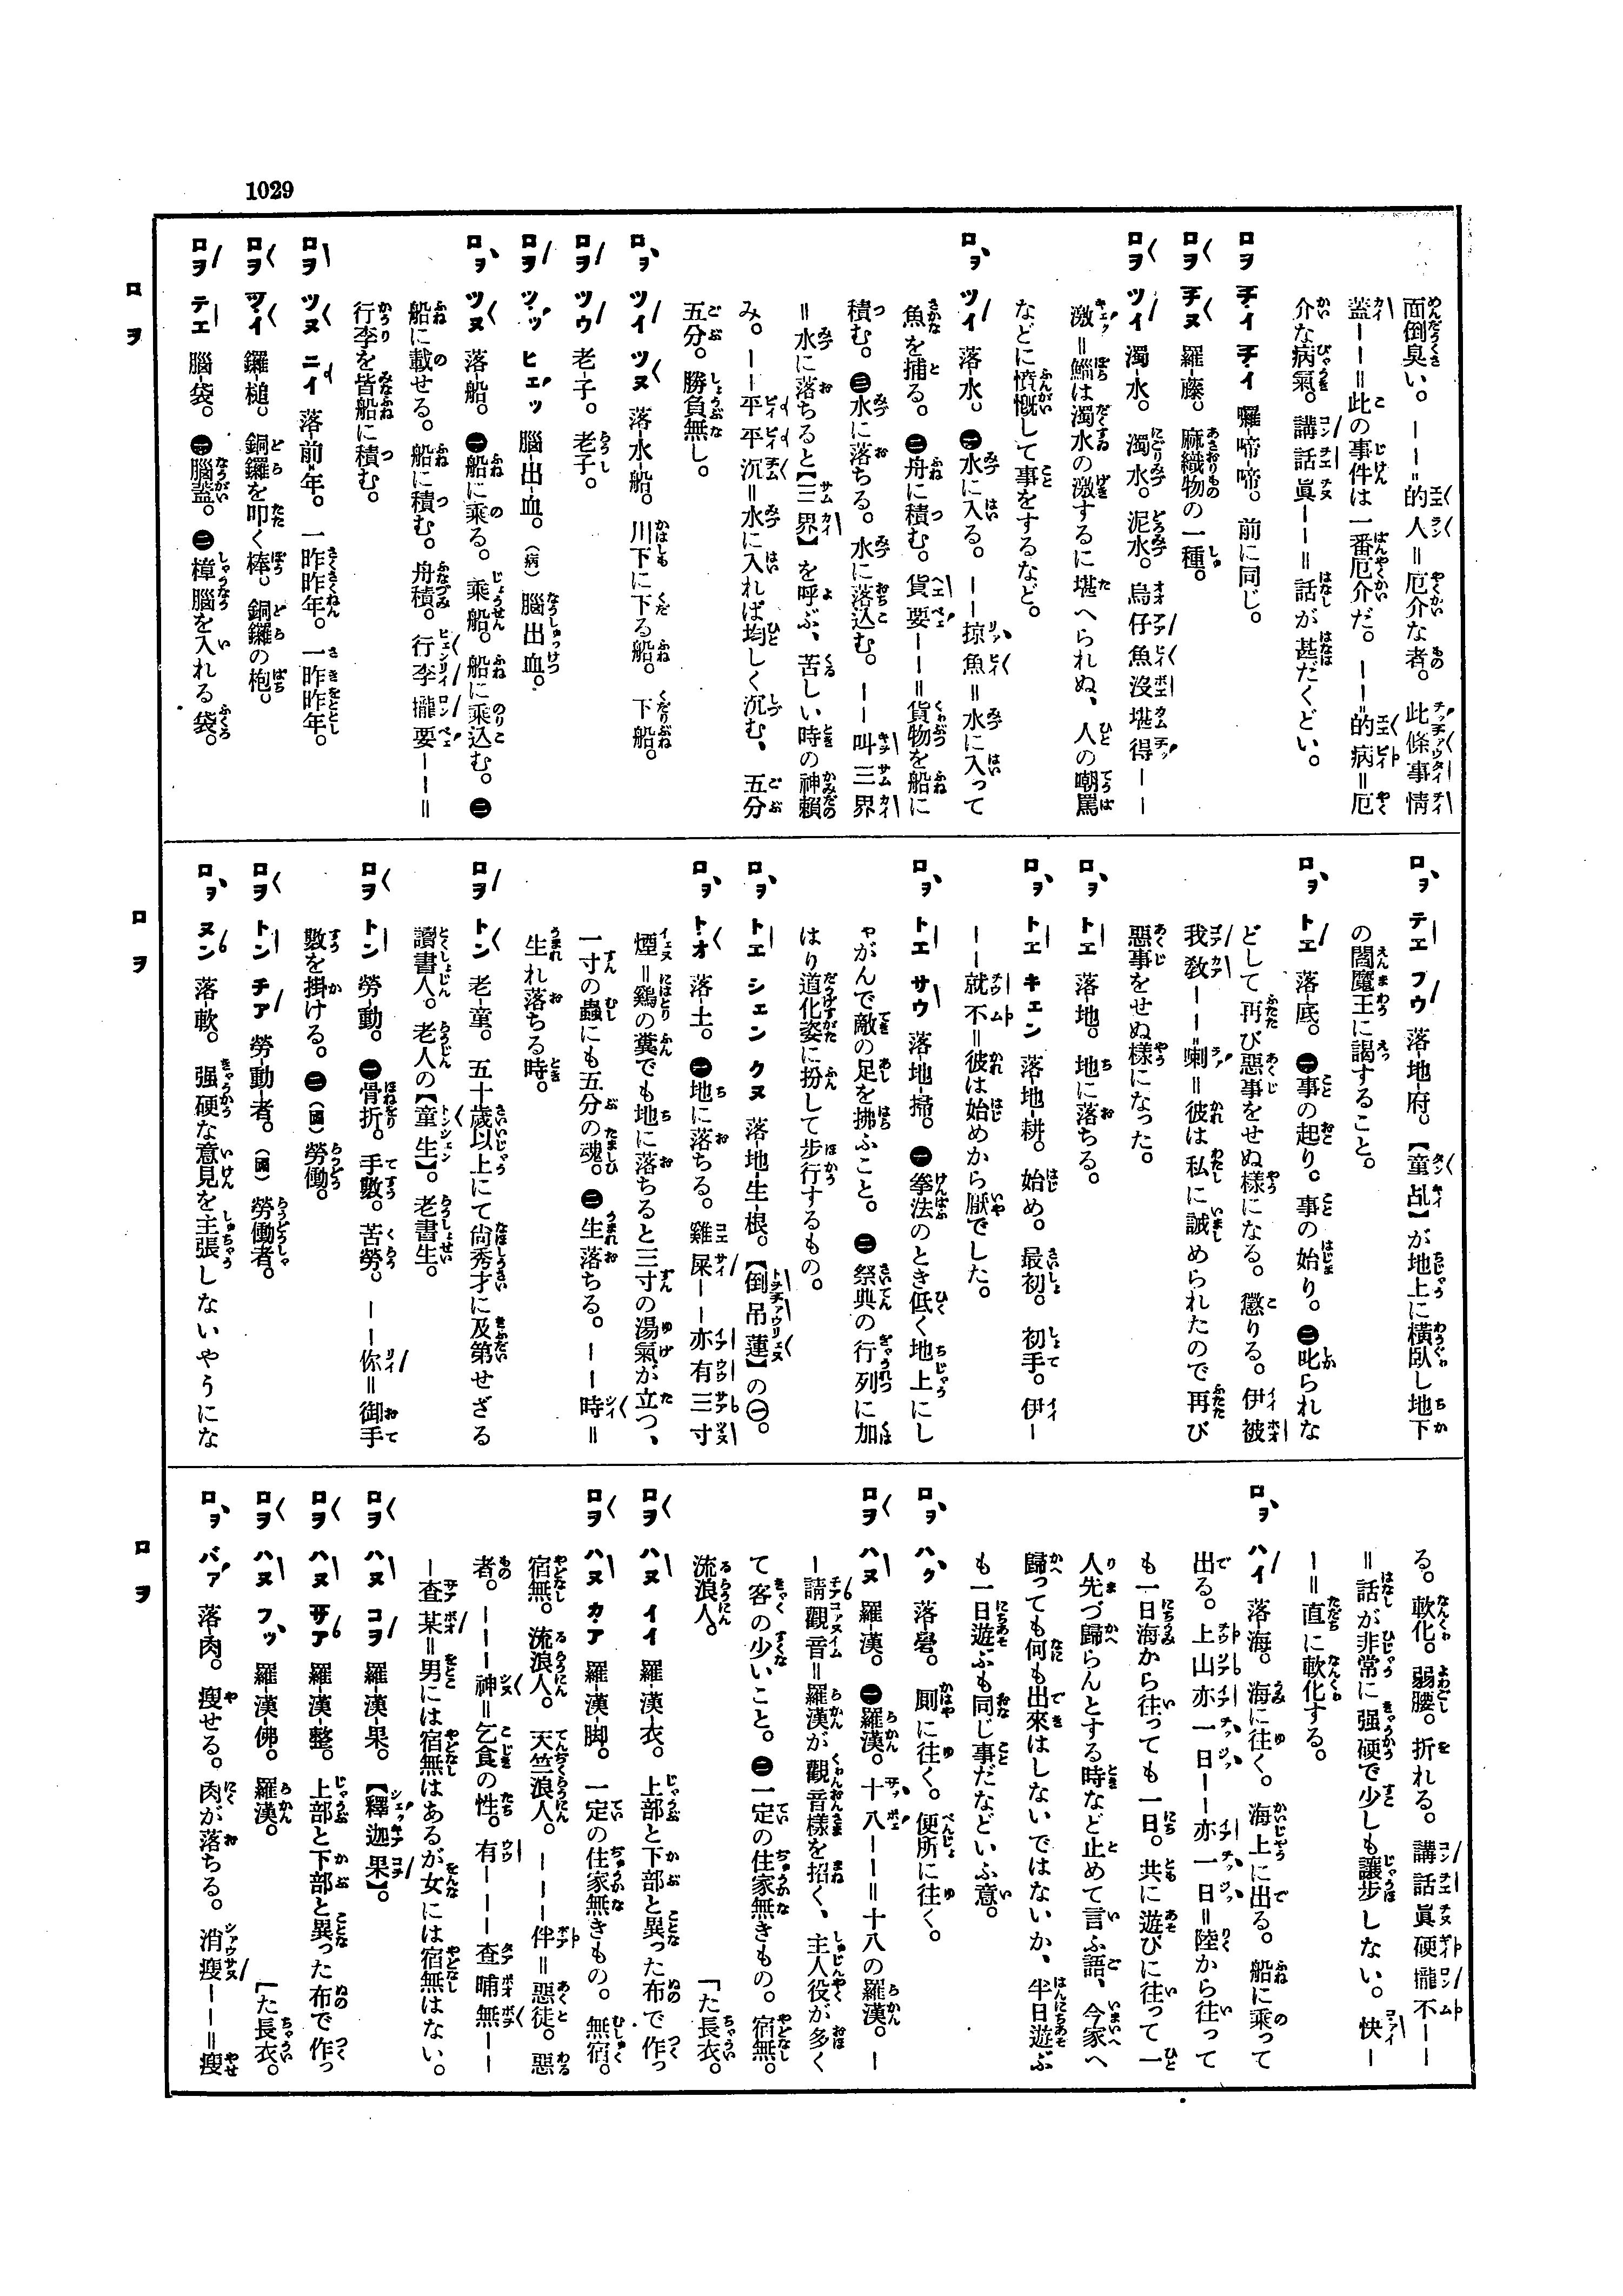 1029
面倒臭い。－－＝的人＝厄介な者。此條事情
蓋－－＝此の事件は一番厄介だ。－－＝的病＝厄
介な病氣。講話眞－－＝話が甚だくどい。
ロヲ チイ チイ 囉-啼-啼。前に同じ。
ロヲ チヌ 羅-藤。麻織物の一種。
ロヲ ツイ 濁-水。濁水。泥水。烏仔魚沒堪得－－
激＝鯔は濁水の激するに堪へられぬ、人の嘲罵
などに憤慨して事をするなど。
ロヲ ツイ 落-水。㊀水に入る。－－掠魚＝水に入って
魚を捕る。㊁舟に積む。貨要－－＝貨物を船に
積む。㊂水に落ちる。水に落込む。－－叫三界
＝水に落ちると【三界】を呼ぶ、苦しい時の神賴
み。－－平平沉＝水に入れば均しく沉む、五分
五分。勝負無し。
ロヲ ツイ ツヌ 落-水-船。川下に下る船。下船。
ロヲ ツウ 老-子。老子。
ロヲ ツッ ヒェッ 腦-出-血。（病）腦出血。
ロヲ ツヌ 落-船。㊀船に乘る。乘船。船に乘込む。㊁
船に載せる。船に積む。舟積。行李攏要－－＝
行李を皆船に積む。
ロヲ ツヌ ニイ 落-前-年。一昨昨年。一昨昨年。
ロヲ ツイ 鑼-槌。銅鑼を叩く棒。銅鑼の枹。
ロヲ テエ 腦-袋。㊀腦蓋。㊁樟腦を入れる袋。
ロヲ
ロヲ テエ フウ 落-地-府。【童乩】が地上に橫臥し地下
の閻魔王に謁すること。
ロヲ トエ 落-底。㊀事の起り。事の始り。㊁叱られな
どして再び惡事をせぬ樣になる。懲りる。伊被
我敎－－＝喇＝彼は私に誡められたので再び
惡事をせぬ樣になった。
ロヲ トエ 落-地。地に落ちる。
ロヲ トエ キェン 落-地-耕。始め。最初。初手。伊－
－－就不＝彼は始めから厭でした。
ロヲ トエ サウ 落-地-掃。㊀拳法のとき低く地上にし
ゃがんで敵の足を拂ふこと。㊁祭典の行列に加
はり道化姿に扮して步行するもの。
ロヲ トエ シェン クヌ 落-地-生-根。【倒吊蓮】の㊀。
ロヲ トオ 落-土。㊀地に落ちる。雞屎－－亦有三寸
煙＝鷄の糞でも地に落ちると三寸の湯氣が立つ、
一寸の蟲にも五分の魂。㊁生落ちる。－－時＝
生れ落ちる時。
ロヲ トン 老-童。五十歲以上にて尙秀才に及第せざる
讀書人。老人の【童生】。老書生。
ロヲ トン 勞-動。㊀骨折。手數。苦勞。－－你＝御手
數を掛ける。㊁（國）勞働。
ロヲ トン チア 勞-動-者。（國）勞働者。
ロヲ ヌン 落-軟。强硬な意見を主張しないやうにな
ロヲ
る。軟化。弱腰。折れる。講話眞硬攏不－－
＝話が非常に强硬で少しも讓步しない。快－
－＝直に軟化する。
ロヲ ハイ 落-海。海に往く。海上に出る。船に乘って
出る。上山亦一日－－亦一日＝陸から往って
も一日海から往っても一日。共に遊びに往って一
人先づ歸らんとする時など止めて言ふ語、今家へ
歸っても何も出來はしないではないか、半日遊ぶ
も一日遊ぶも同じ事だなどいふ意。
ロヲ ハク 落-礐。厠に往く。便所に往く。
ロヲ ハヌ 羅-漢。㊀羅漢。十八－－＝十八の羅漢。－
－請觀音＝羅漢が觀音樣を招く、主人役が多く
て客の少いこと。㊁一定の住家無きもの。宿無。
流浪人。
「た長衣。
ロヲ ハヌ イイ 羅-漢-衣。上部と下部と異った布で作っ
ロヲ ハヌ カア 羅-漢-脚。一定の住家無きもの。無宿。
宿無。流浪人。天竺浪人。－－－伴＝惡徒。惡
者。－－－神＝乞食の性。有－－－查晡無－－
－查某＝男には宿無はあるが女には宿無はない。
ロヲ ハヌ コヲ 羅-漢-果。【釋迦果】。
ロヲ ハヌ サア 羅-漢-整。上部と下部と異った布で作っ
ロヲ ハヌ フッ 羅-漢-佛。羅漢。
「た長衣。
ロヲ バァ 落-肉。瘦せる。肉が落ちる。消瘦－－＝瘦
ロヲ